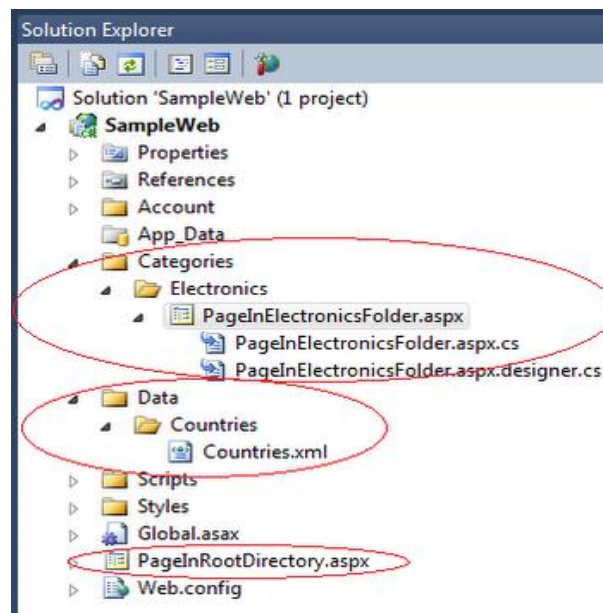 Solution Explorer
Solution 'SampleWeb' (1 project)
SampleWeb
Properties
References
Account
App_Data
Categories
Electronics
PageInElectronicsFolder.aspx
PageInElectronicsFolder.aspx.cs
PageInElectronicsFolder.aspx.designer.cs
Data
Countries
Countries.xml
Scripts
Styles
Global.asax
PageInRootDirectory.aspx
Web.config